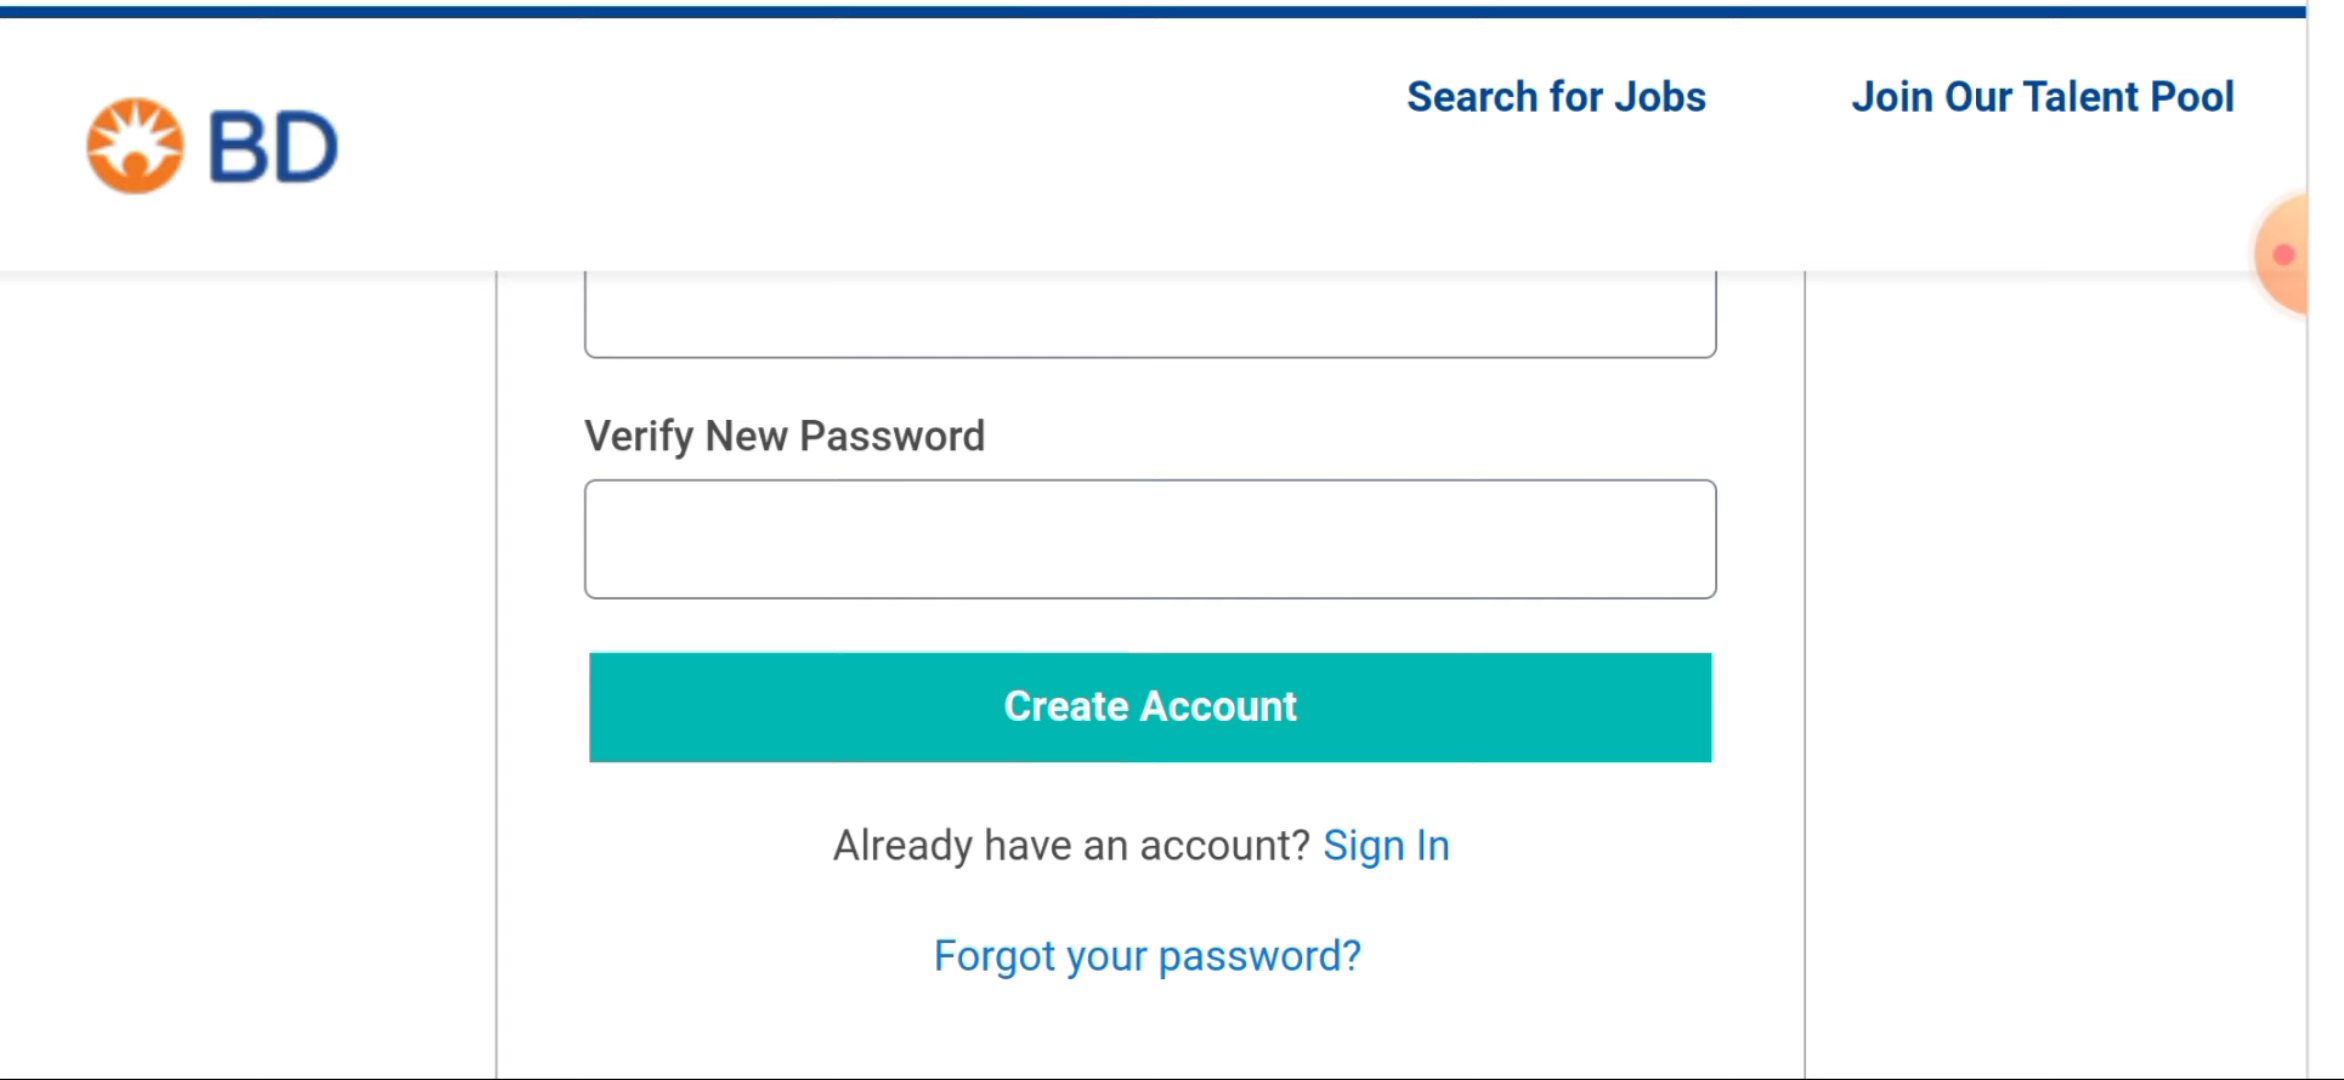 BD
Search for Jobs
Join Our Talent Pool
Verify New Password
Create Account
Already have an account? Sign In
Forgot your password?